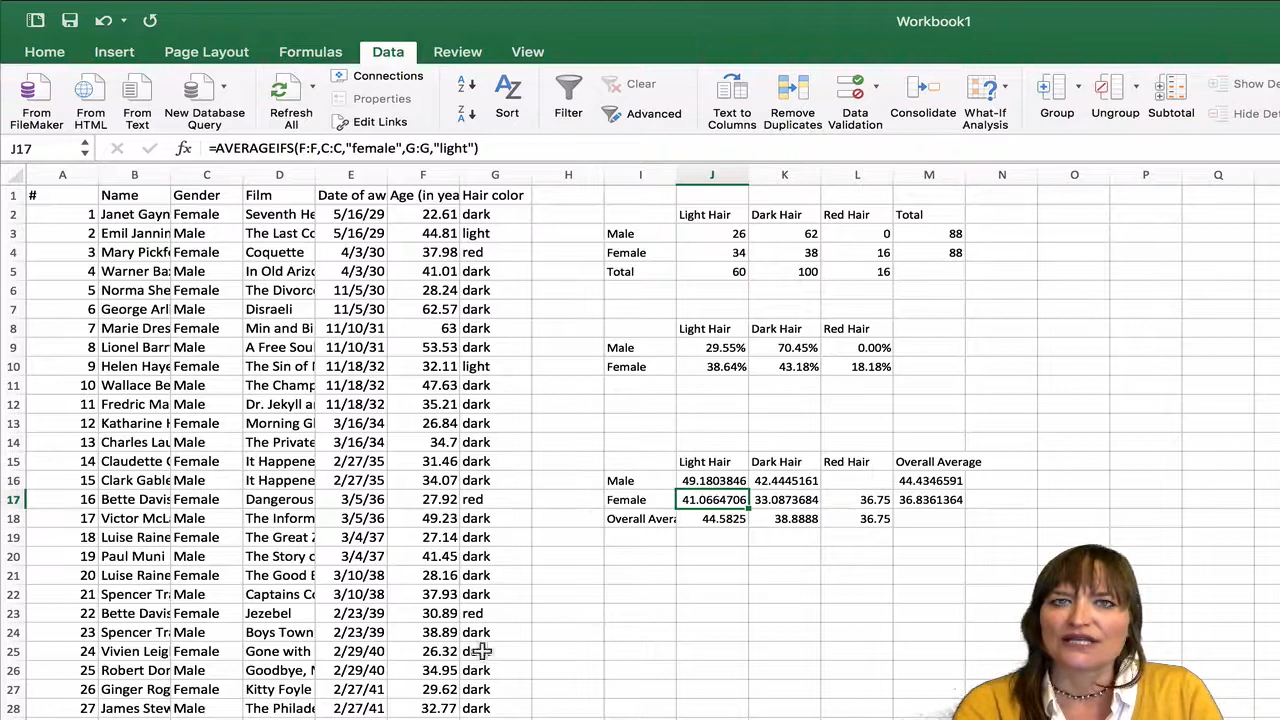 Workbook1
Home Insert Page Layout Formulas Data Review View
Connections Properties Edit Links Clear Advanced Show De Hide De
From FileMaker From HTML From Text New Database Query Refresh All Sort Filter Text to Columns Remove Duplicates Data Validation Consolidate What-If Analysis Group Ungroup Subtotal
J17 fx =AVERAGEIFS(F:F,C:C,"female",G:G,"light")
A B C D E F G H I J K L M N O P Q
1 # Name Gender Film Date of aw Age (in yea Hair color
2 1 Janet Gayn Female Seventh He 5/16/29 22.61 dark Light Hair Dark Hair Red Hair Total
3 2 Emil Jannin Male The Last Co 5/16/29 44.81 light Male 26 62 0 88
4 3 Mary Pickf Female Coquette 4/3/30 37.98 red Female 34 38 16 88
5 4 Warner Ba Male In Old Ariz 4/3/30 41.01 dark Total 60 100 16
6 5 Norma She Female The Divorc 11/5/30 28.24 dark
7 6 George Arl Male Disraeli 11/5/30 62.57 dark
8 7 Marie Dres Female Min and Bi 11/10/31 63 dark Light Hair Dark Hair Red Hair
9 8 Lionel Barr Male A Free Sou 11/10/31 53.53 dark Male 29.55% 70.45% 0.00%
10 9 Helen Haye Female The Sin of 11/18/32 32.11 light Female 38.64% 43.18% 18.18%
11 10 Wallace Be Male The Champ 11/18/32 47.63 dark
12 11 Fredric Ma Male Dr. Jekyll a 11/18/32 35.21 dark
13 12 Katharine Female Morning Gl 3/16/34 26.84 dark
14 13 Charles Lau Male The Private 3/16/34 34.7 dark
15 14 Claudette Female It Happene 2/27/35 31.46 dark Light Hair Dark Hair Red Hair Overall Average
16 15 Clark Gable Male It Happene 2/27/35 34.07 dark Male 49.1803846 42.4445161 44.4346591
17 16 Bette Davis Female Dangerous 3/5/36 27.92 red Female 41.0664706 33.0873684 36.75 36.8361364
18 17 Victor McL Male The Inform 3/5/36 49.23 dark Overall Avera 44.5825 38.8888 36.75
19 18 Luise Raine Female The Great 3/4/37 27.14 dark
20 19 Paul Muni Male The Story o 3/4/37 41.45 dark
21 20 Luise Raine Female The Good E 3/10/38 28.16 dark
22 21 Spencer Tr Male Captains Co 3/10/38 37.93 dark
23 22 Bette Davis Female Jezebel 2/23/39 30.89 red
24 23 Spencer Tr Male Boys Town 2/23/39 38.89 dark
25 24 Vivien Leig Female Gone with 2/29/40 26.32
26 25 Robert Don Male Goodbye, 2/29/40 34.95 dark
27 26 Ginger Rog Female Kitty Foyle 2/27/41 29.62 dark
28 27 James Stew Male The Philade 2/27/41 32.77 dark